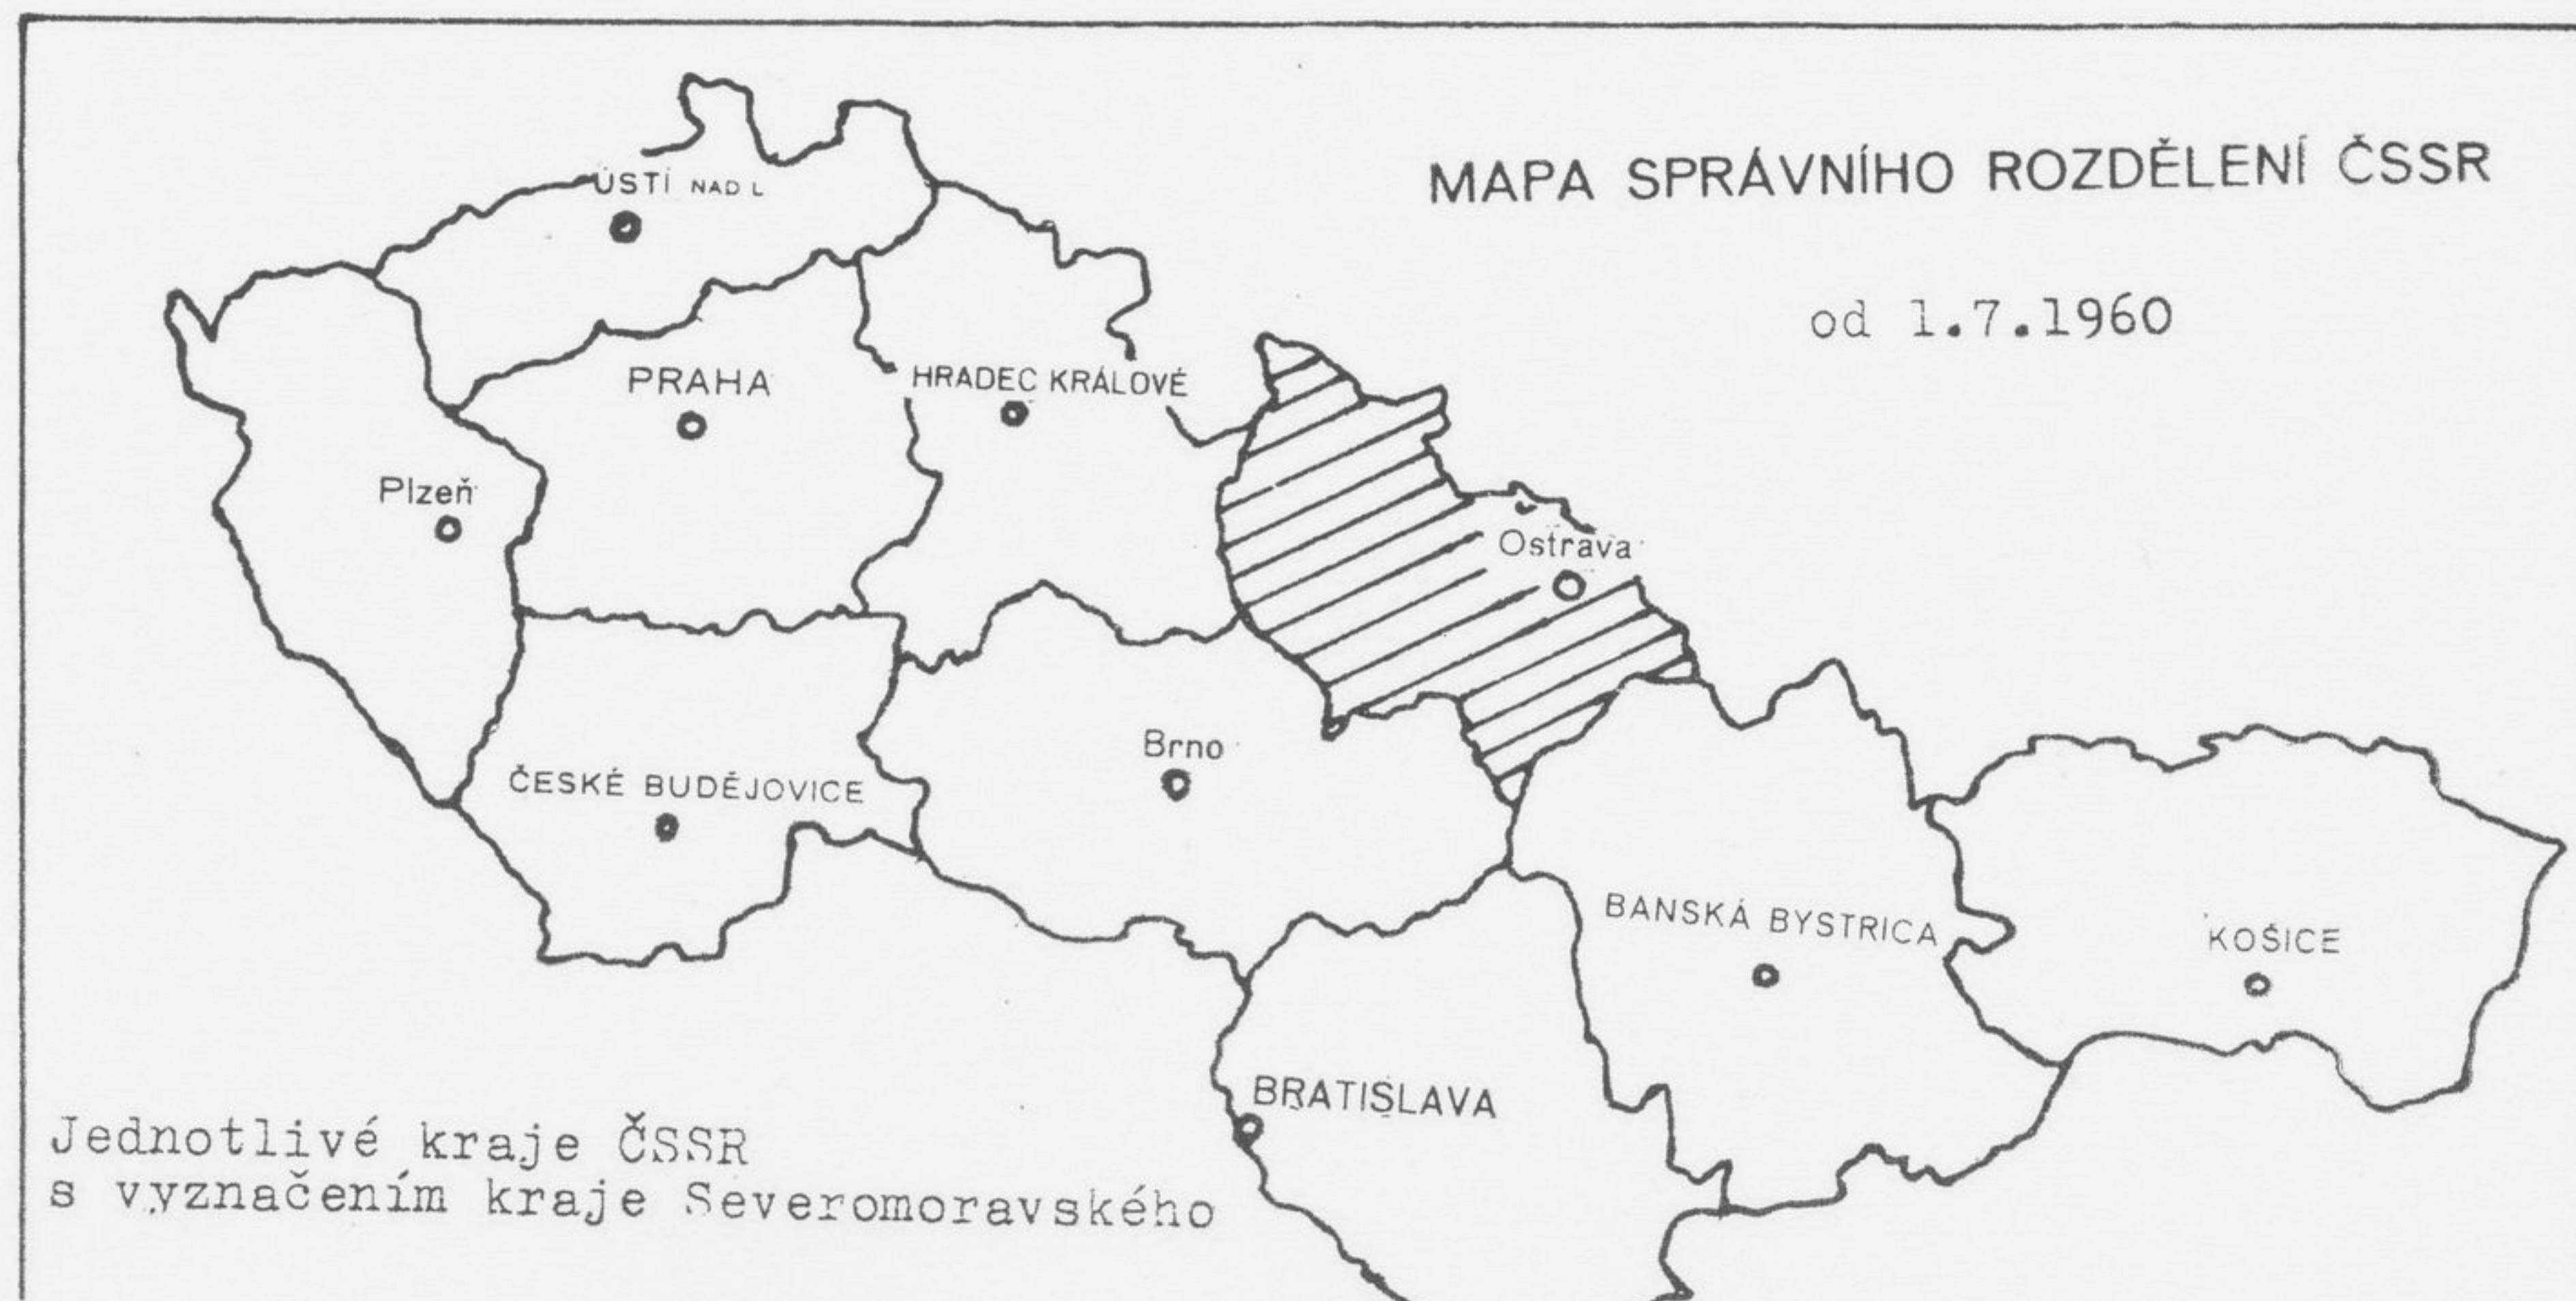 MAPA SPRÁVNÍHO ROZDĚLENÍ ČSSR
od 1.7.1960
ÚSTÍ NAD L
PRAHA
HRADEC KRÁLOVÉ
Plzeň
Ostrava
Brno
ČESKÉ BUDĚJOVICE
BANSKÁ BYSTRICA
KOŠICE
BRATISLAVA
Jednotlivé kraje ČSSR
s vyznačením kraje Severomoravského